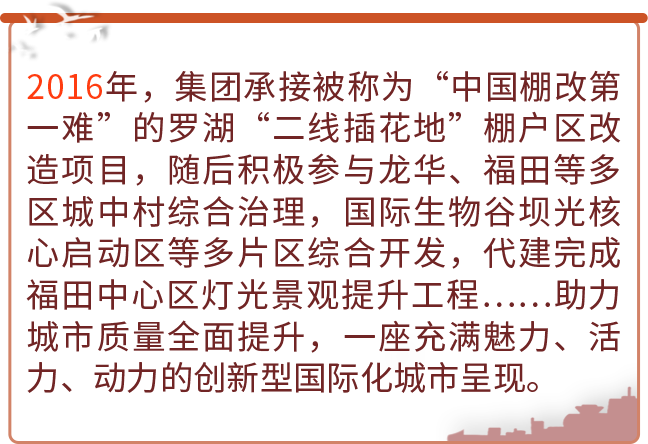 2016年，集团承接被称为“中国棚改第
一难”的罗湖“二线插花地”棚户区改
造项目，随后积极参与龙华、福田等多
区城中村综合治理，国际生物谷坝光核
心启动区等多片区综合开发，代建完成
福田中心区灯光景观提升工程……助力
城市质量全面提升，一座充满魅力、活
力、动力的创新型国际化城市呈现。